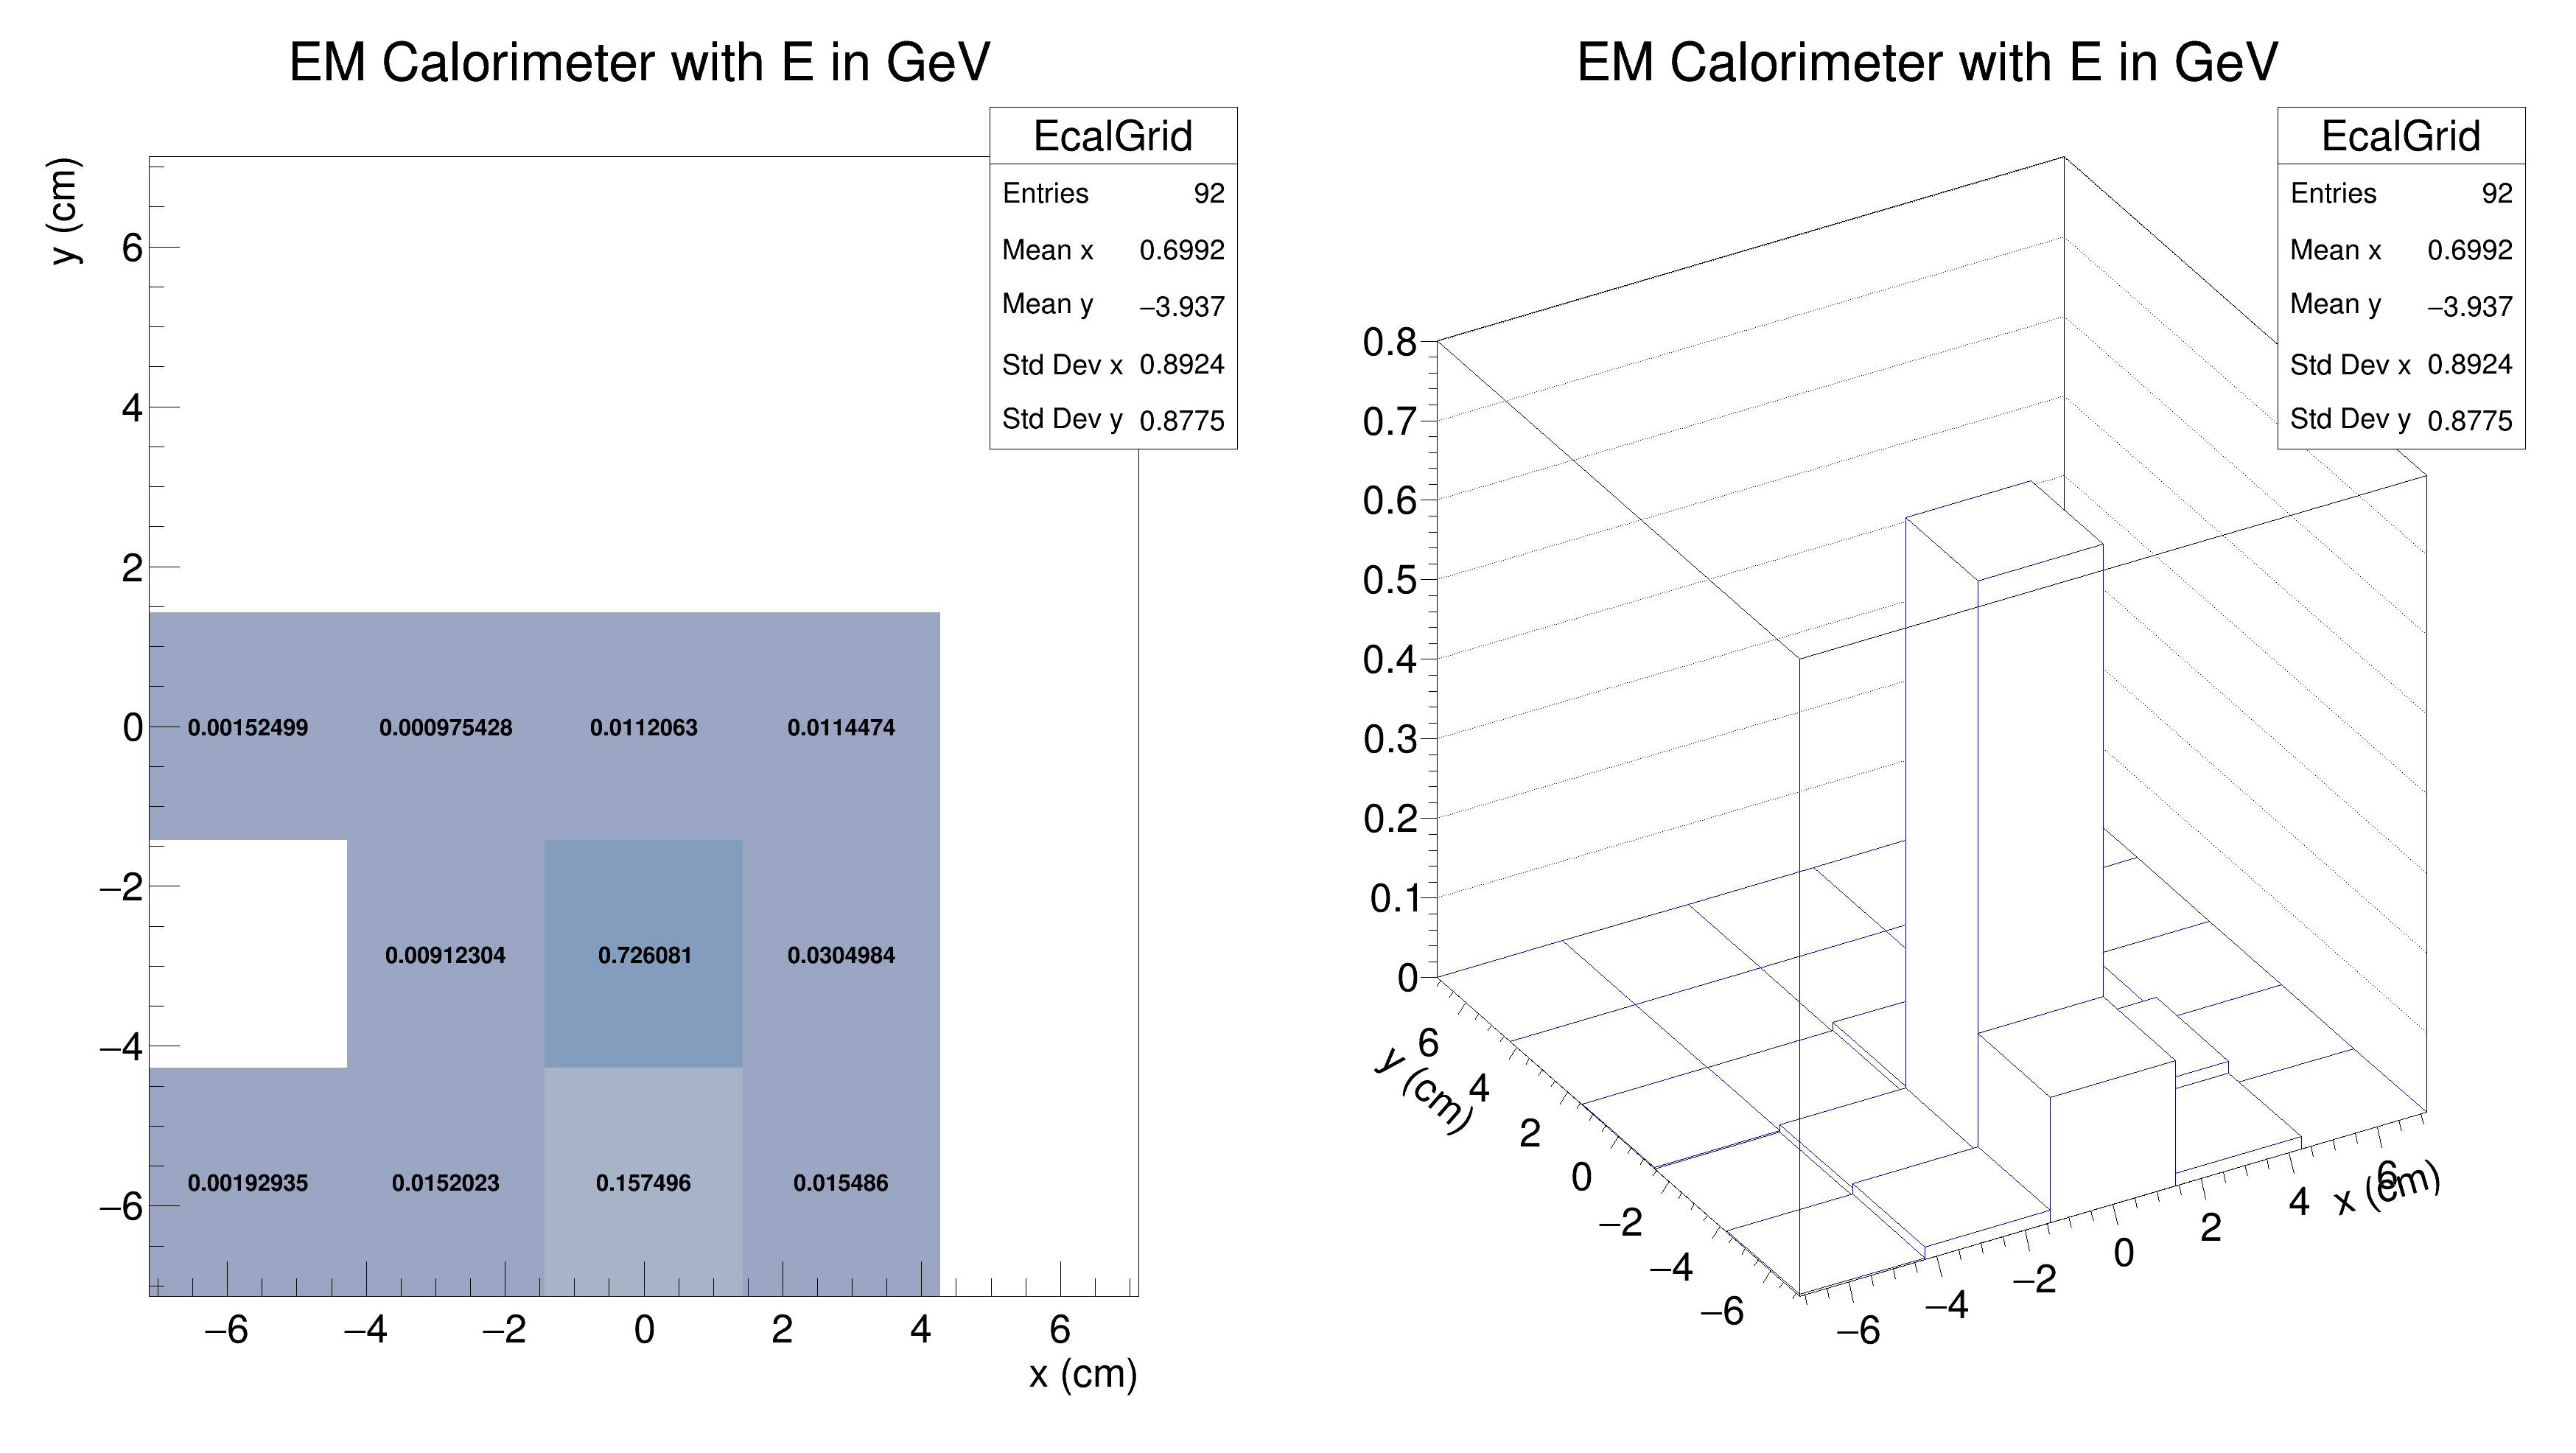 EM Calorimeter with E in GeV
EcalGrid
Entries 92
Mean x 0.6992
Mean y −3.937
Std Dev x 0.8924
Std Dev y 0.8775
y (cm)
6
4
2
0
−2
−4
−6
0.00152499 0.000975428 0.0112063 0.0114474
0.00912304 0.726081 0.0304984
0.00192935 0.0152023 0.157496 0.015486
−6 −4 −2 0 2 4 6
x (cm)
EM Calorimeter with E in GeV
EcalGrid
Entries 92
Mean x 0.6992
Mean y −3.937
Std Dev x 0.8924
Std Dev y 0.8775
0.8
0.7
0.6
0.5
0.4
0.3
0.2
0.1
0
y (cm)
6
4
2
0
−2
−4
−6
−6
−4
−2
0
2
4
6
x (cm)